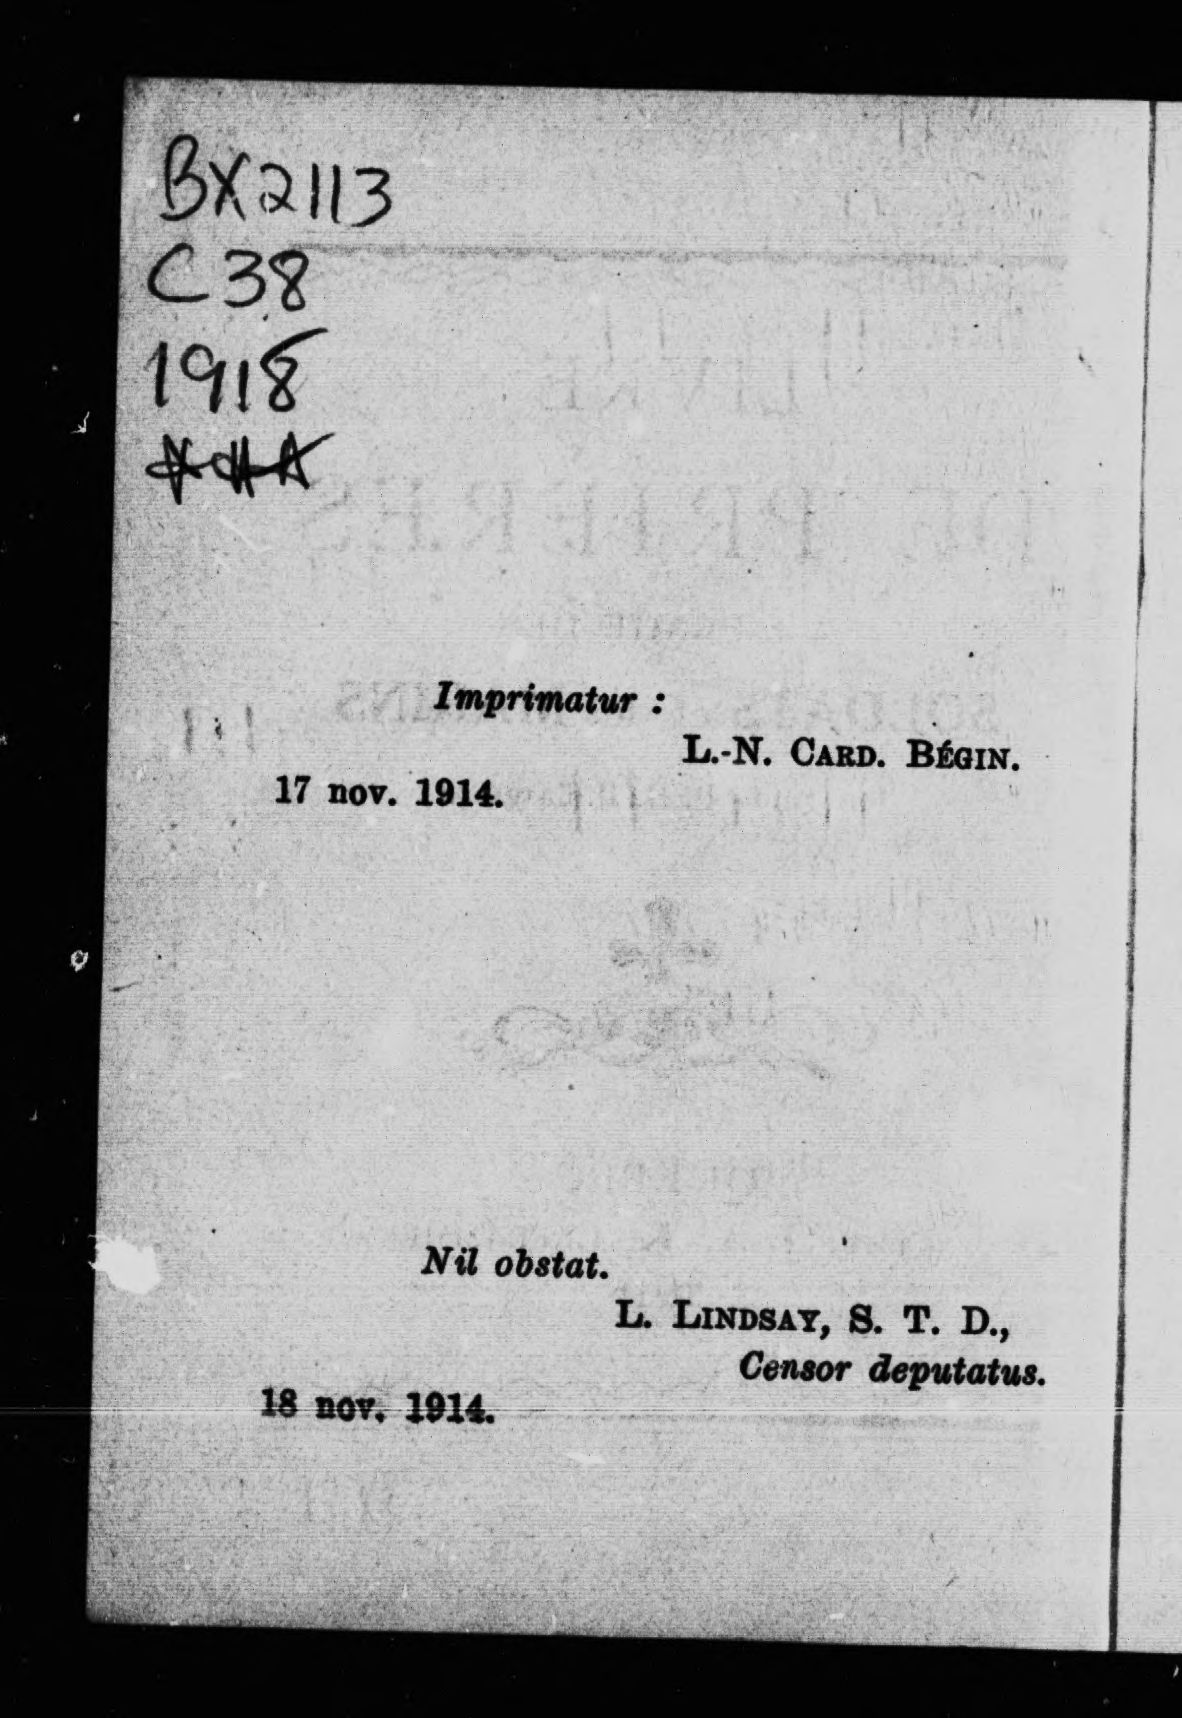 BX2113
C38
1918
Imprimatur :
L.-N. CARD. BÉGIN.
17 nov. 1914.
Nil obstat.
L. LINDSAY, S. T. D.,
Censor deputatus.
18 nov. 1914.